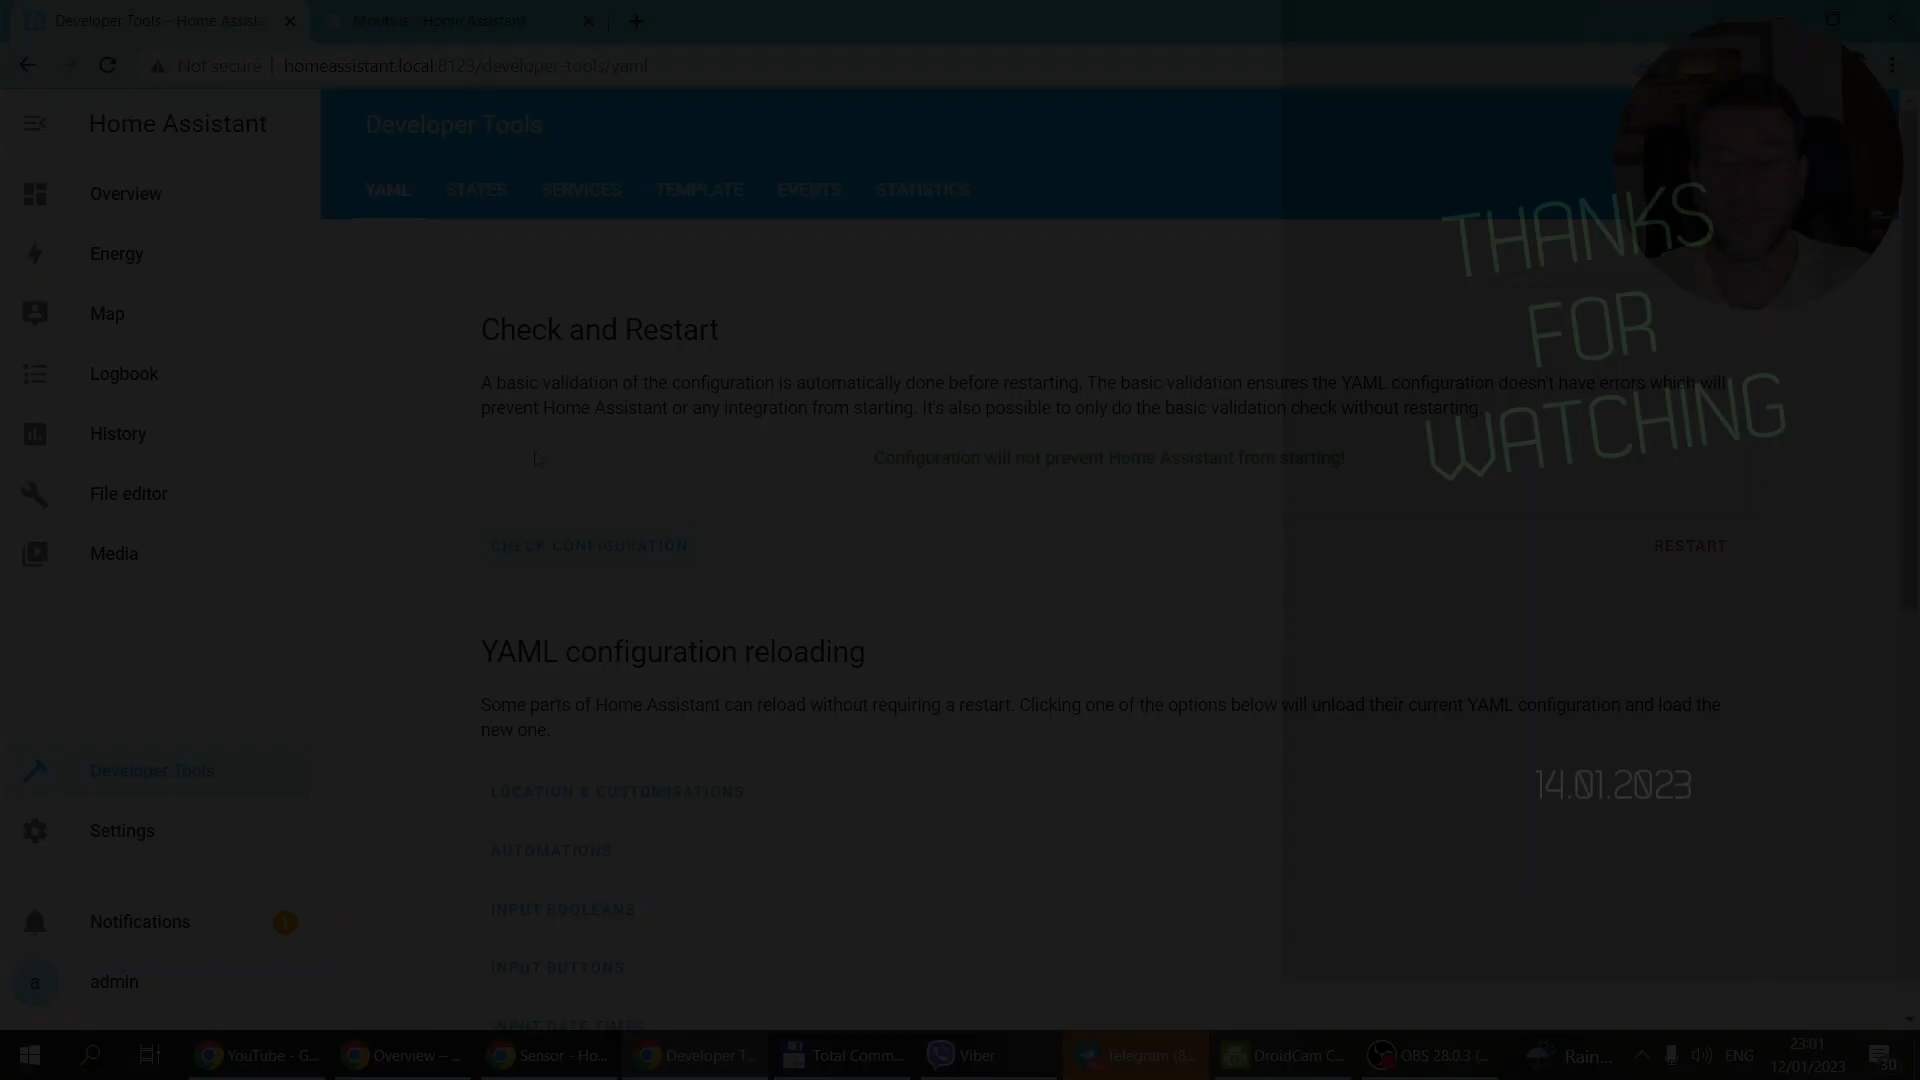 Developer Tools – Home Assista
Modbus - Home Assistant
Not secure | homeassistant.local:8123/developer-tools/yaml
Home Assistant
Developer Tools
YAML STATES SERVICES TEMPLATE EVENTS STATISTICS
Overview
Energy
Map
Logbook
History
File editor
Media
Developer Tools
Settings
Notifications
1
a admin
Check and Restart
A basic validation of the configuration is automatically done before restarting. The basic validation ensures the YAML configuration doesn't have errors which will
prevent Home Assistant or any integration from starting. It's also possible to only do the basic validation check without restarting.
Configuration will not prevent Home Assistant from starting!
CHECK CONFIGURATION
RESTART
YAML configuration reloading
Some parts of Home Assistant can reload without requiring a restart. Clicking one of the options below will unload their current YAML configuration and load the
new one.
LOCATION & CUSTOMISATIONS
AUTOMATIONS
INPUT BOOLEANS
INPUT BUTTONS
INPUT DATE TIMES
THANKS
FOR
WATCHING
14.01.2023
YouTube - G...
Overview – ...
Sensor - Ho...
Developer T...
Total Comm...
Viber
Telegram (8...
DroidCam C...
OBS 28.0.3 (...
Rain...
ENG
23:01
12/01/2023
30